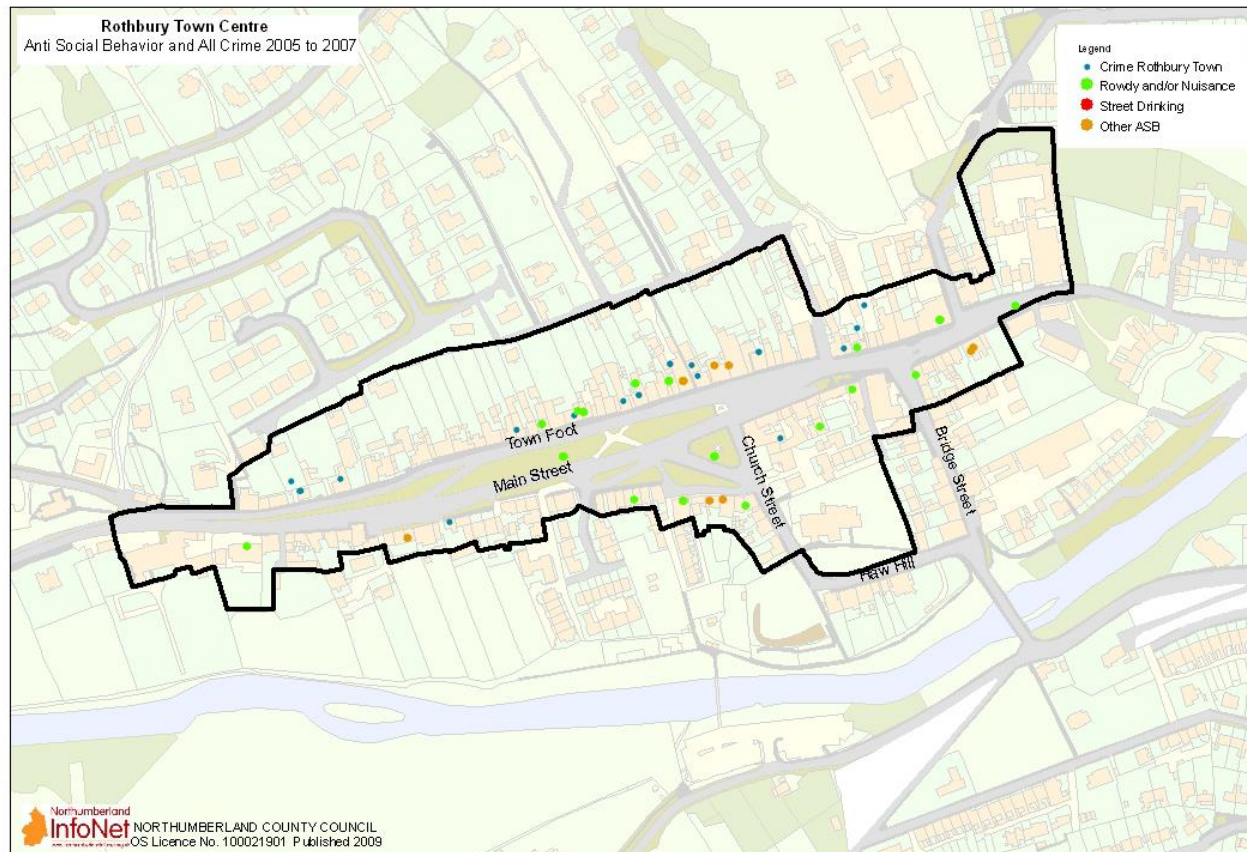 Rothbury Town Centre
Anti Social Behavior and All Crime 2005 to 2007
Legend
Crime Rothbury Town
Rowdy and/or Nuisance
Street Drinking
Other ASB
Town Foot
Main Street
Church Street
Bridge Street
Haw Hill
Northumberland
InfoNet
NORTHUMBERLAND COUNTY COUNCIL
OS Licence No. 100021901 Published 2009